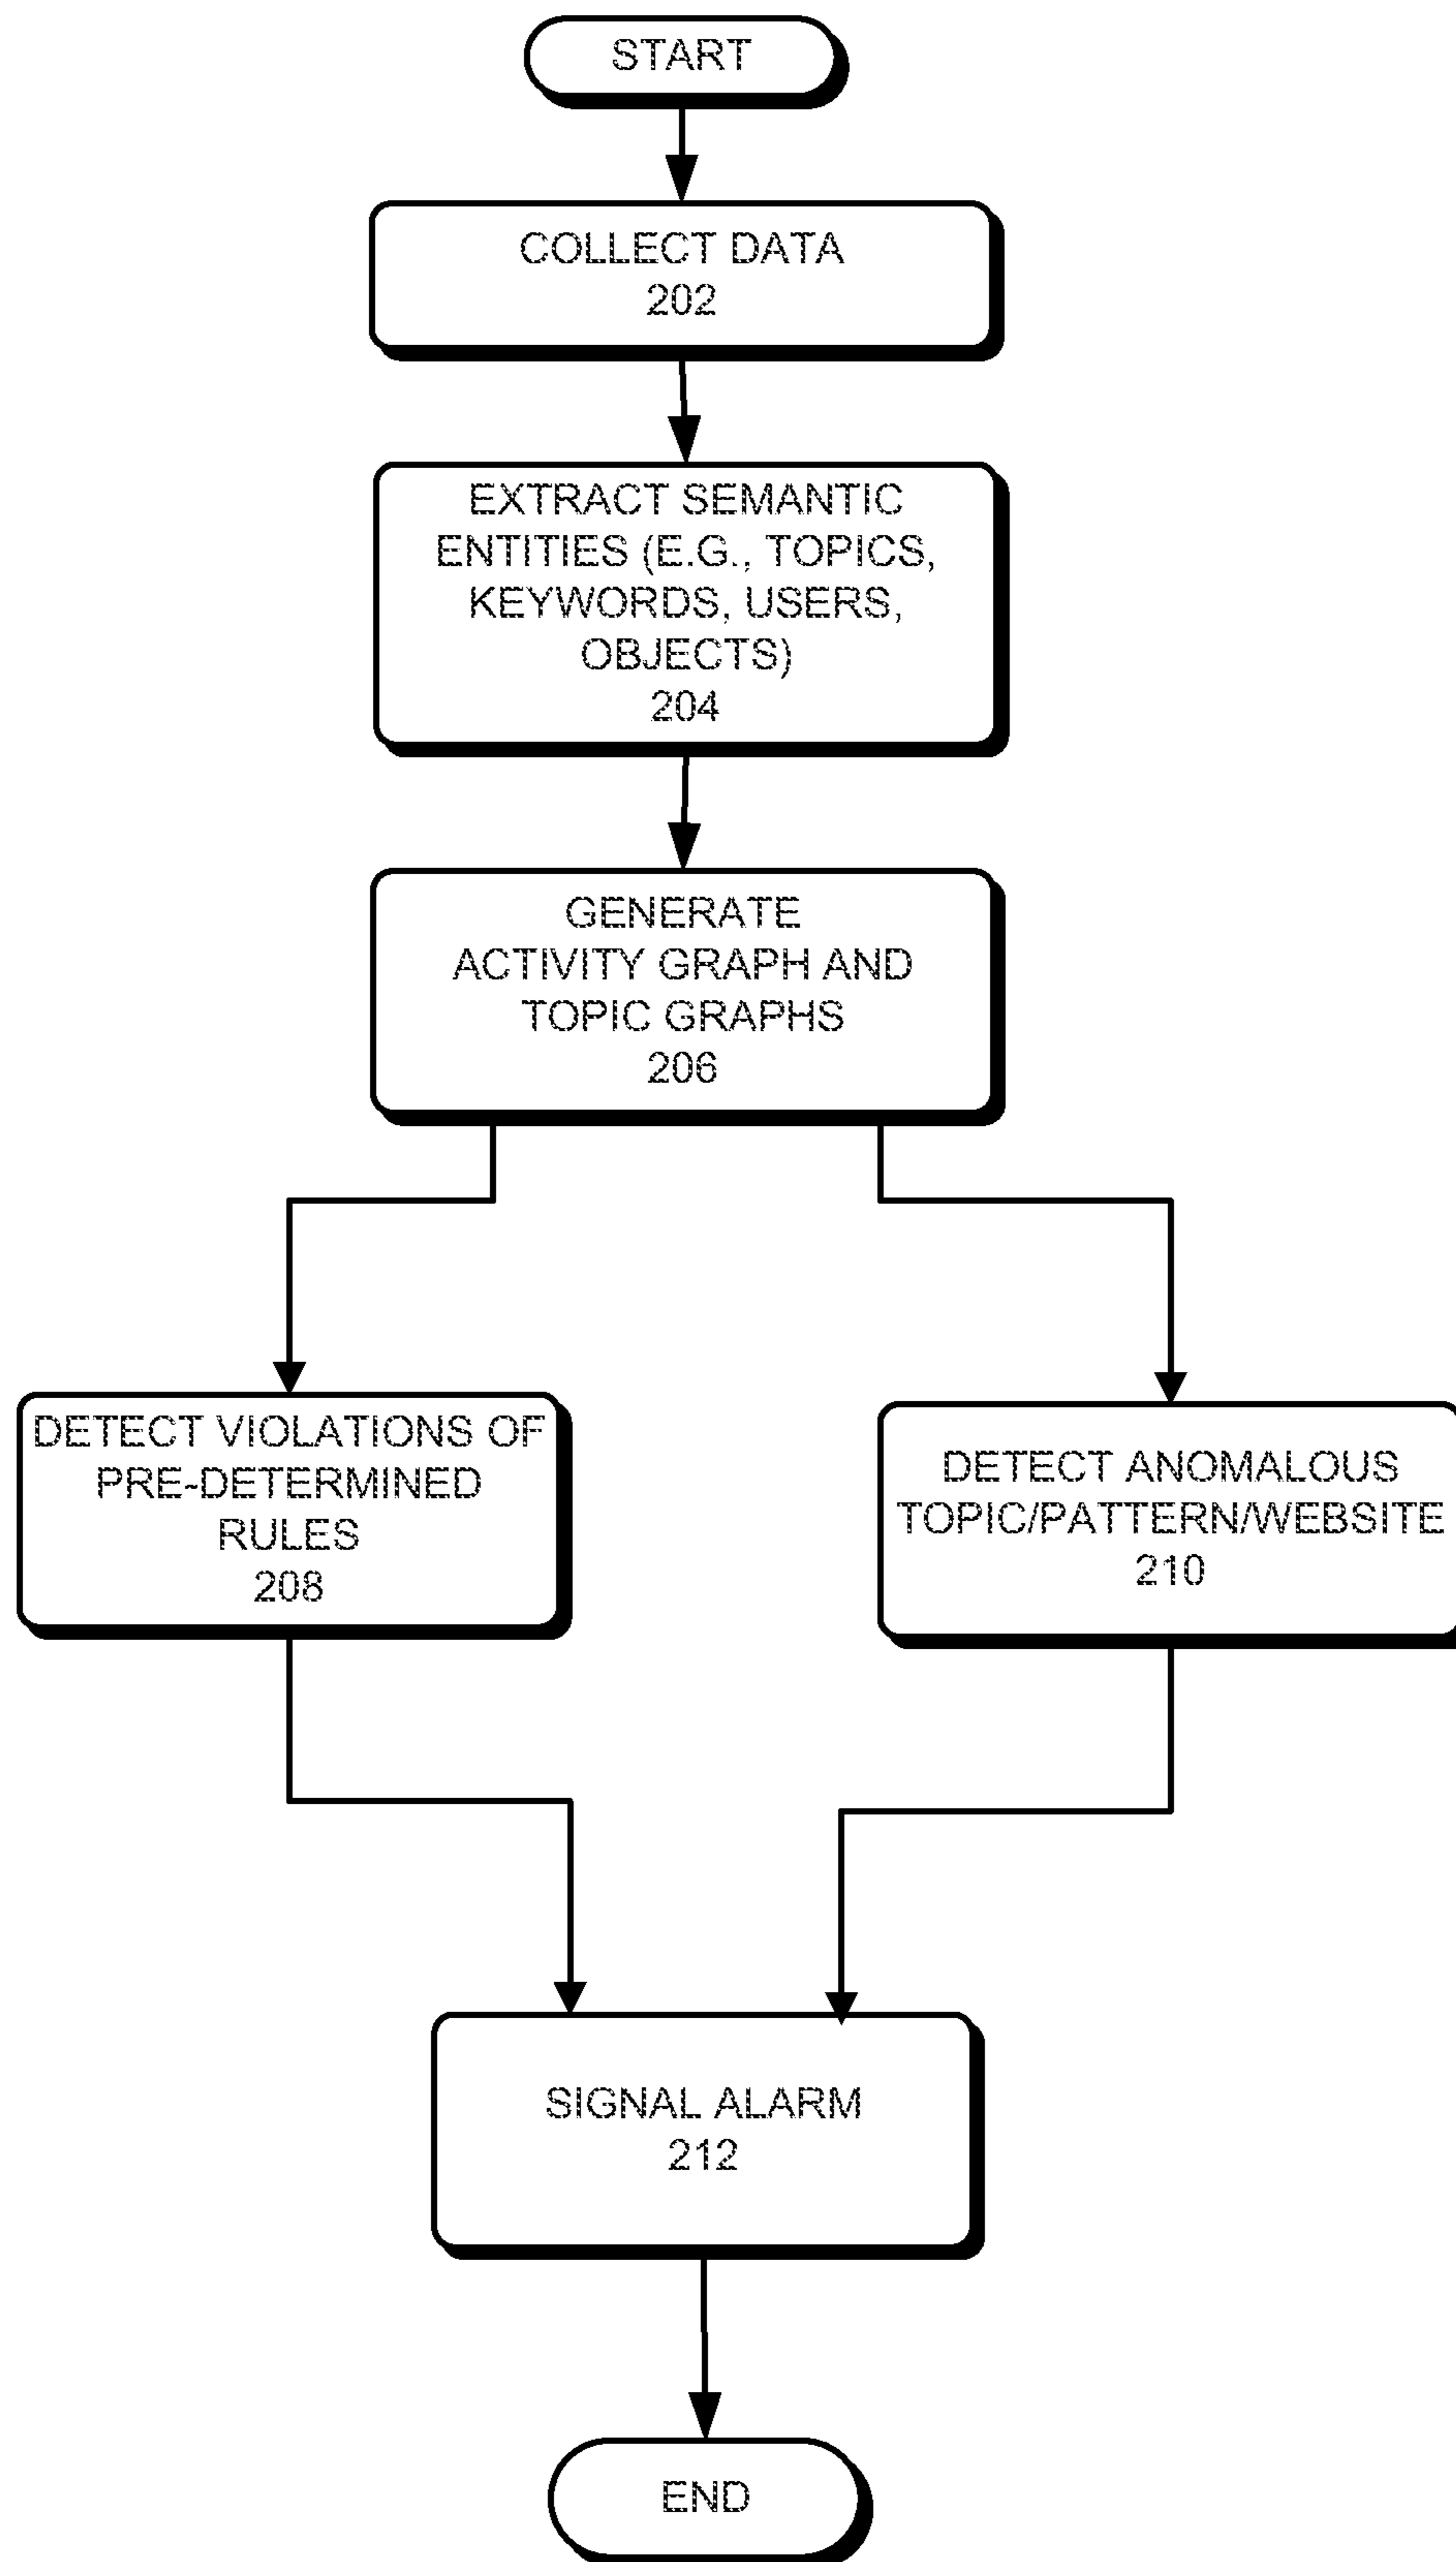 START
COLLECT DATA
202
EXTRACT SEMANTIC
ENTITIES (E.G., TOPICS,
KEYWORDS, USERS,
OBJECTS)
204
GENERATE
ACTIVITY GRAPH AND
TOPIC GRAPHS
206
DETECT VIOLATIONS OF
PRE-DETERMINED
RULES
208
DETECT ANOMALOUS
TOPIC/PATTERN/WEBSITE
210
SIGNAL ALARM
212
END